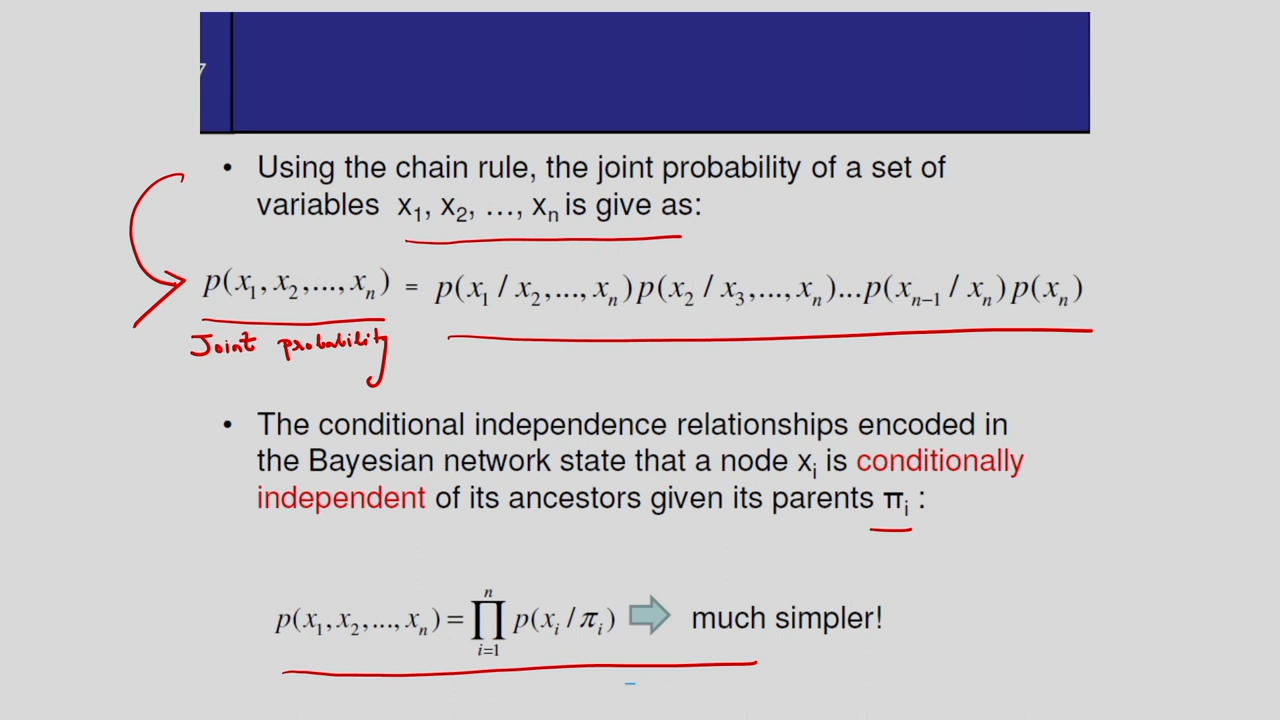 7
• Using the chain rule, the joint probability of a set of
variables x₁, x₂, …, xₙ is give as:
p(x₁, x₂,..., xₙ) = p(x₁ / x₂,..., xₙ)p(x₂ / x₃,..., xₙ)...p(xₙ₋₁ / xₙ)p(xₙ)
Joint probability
• The conditional independence relationships encoded in
the Bayesian network state that a node xᵢ is conditionally
independent of its ancestors given its parents πᵢ :
p(x₁, x₂,..., xₙ) = ∏ᵢ₌₁ⁿ p(xᵢ / πᵢ) much simpler!